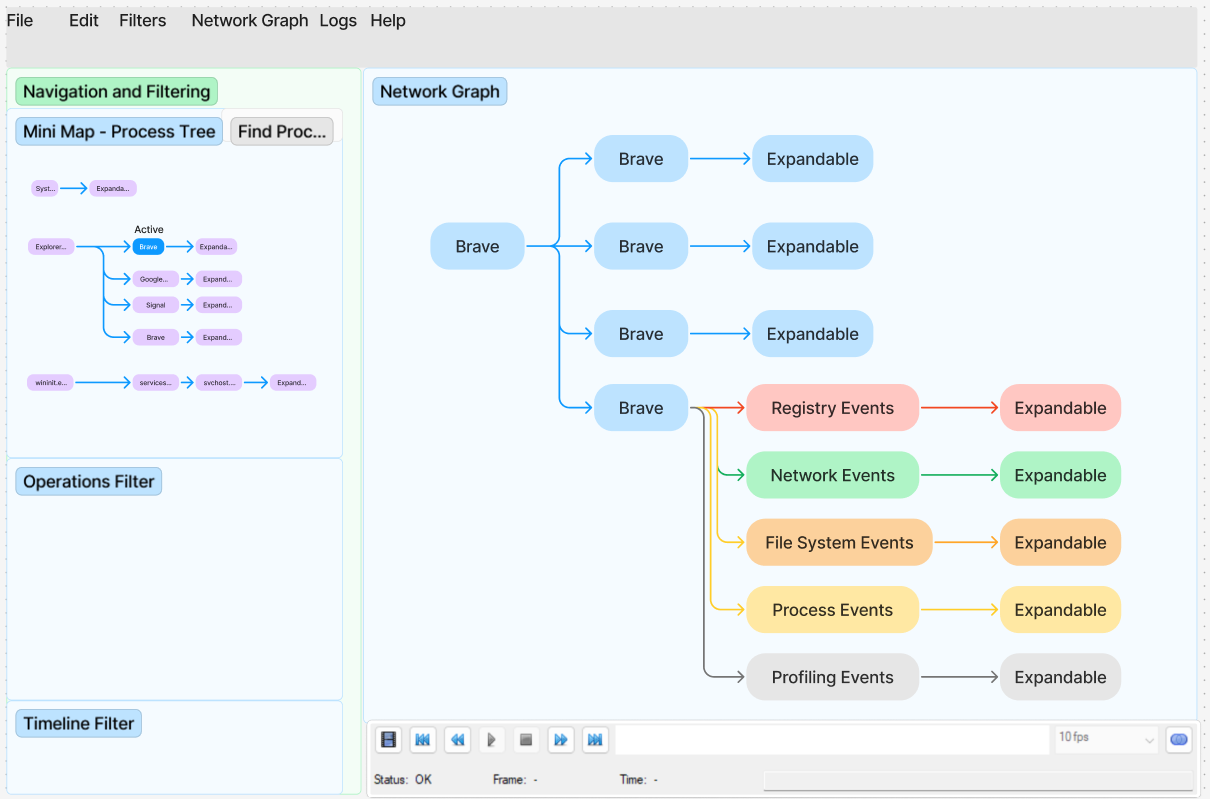 File Edit Filters Network Graph Logs Help
Navigation and Filtering
Mini Map - Process Tree Find Proc...
Syst... Expanda...
Active
Explorer... Brave Expanda...
Google... Expand...
Signal Expand...
Brave Expand...
wininit.e... services... svchost.... Expand...
Operations Filter
Timeline Filter
Network Graph
Brave Expandable
Brave Brave Expandable
Brave Expandable
Brave Registry Events Expandable
Network Events Expandable
File System Events Expandable
Process Events Expandable
Profiling Events Expandable
10 fps
Status: OK Frame: - Time: -